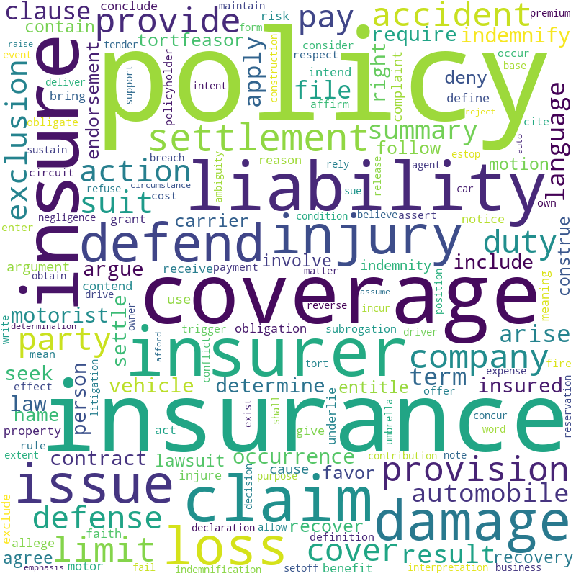 maintain
conclude
contain
clause
provide
pay
accident
premium
form
event
raise
risk
tender
consider
indemnify
tortfeasor
require
respect
occur
base
deliver
bring
policyholder
support
intent
construction
intend
affirm
right
complaint
deny
define
reject
cite
policy
insure
exclusion
endorsement
obligate
apply
file
sustain
circuit
breach
settlement
summary
language
reason
rely
agent
auto
estop
refuse
circumstance
ambiguity
follow
motion
action
negligence
cost
sue
release
car
own
believe
assert
condition
notice
enter
suit
grant
carrier
liability
duty
construe
argument
obtain
argue
receive
payment
defend
injury
involve
indemnity
matter
include
meaning
drive
contend
use
assume
incur
reverse
position
motorist
settle
coverage
arise
write
determination
mean
owner
trigger
obligation
subrogation
driver
party
afford
conflict
tort
expense
fire
seek
effect
litigation
vehicle
insurer
company
determine
entitle
term
insured
offer
reservation
law
person
name
property
act
exist
shall
give
underlie
umbrella
concur
rule
contract
occurrence
insurance
word
extent
injure
lawsuit
cause
favor
contribution
note
provision
issue
decision
purpose
claim
automobile
exclude
defense
faith
declaration
allow
recover
definition
damage
allege
limit
loss
cover
result
recovery
agree
motor
emphasis
fail
indemnification
setoff
benefit
interpretation
business